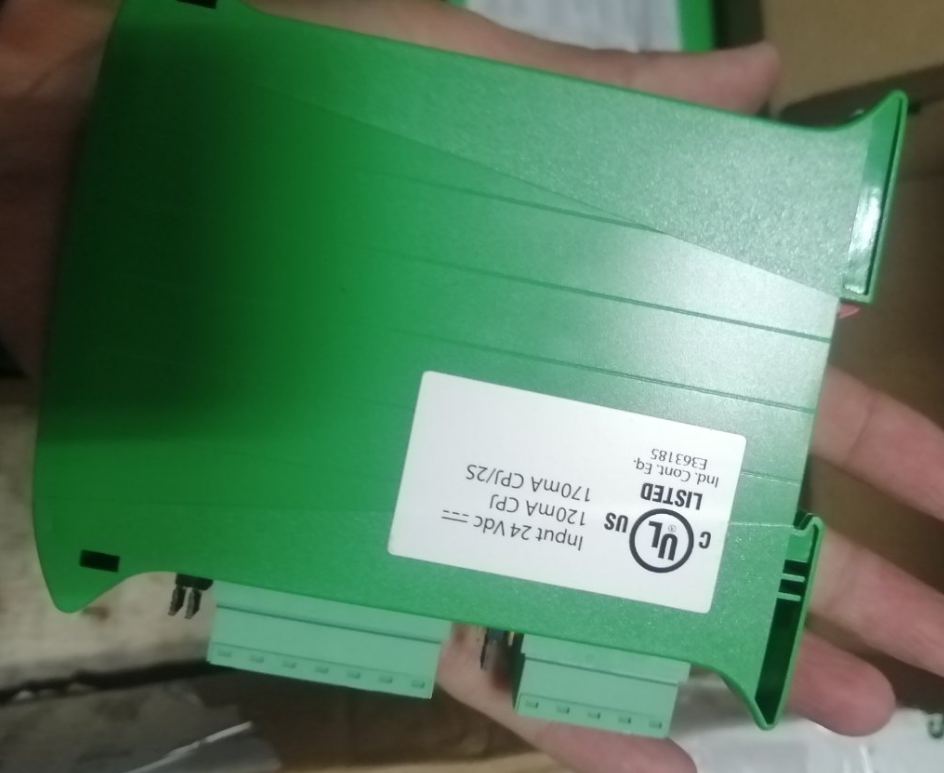 Input 24 Vdc ⎓
120mA CPJ
170mA CPJ/2S
C UL ® US
LISTED
Ind. Cont. Eq.
E363185